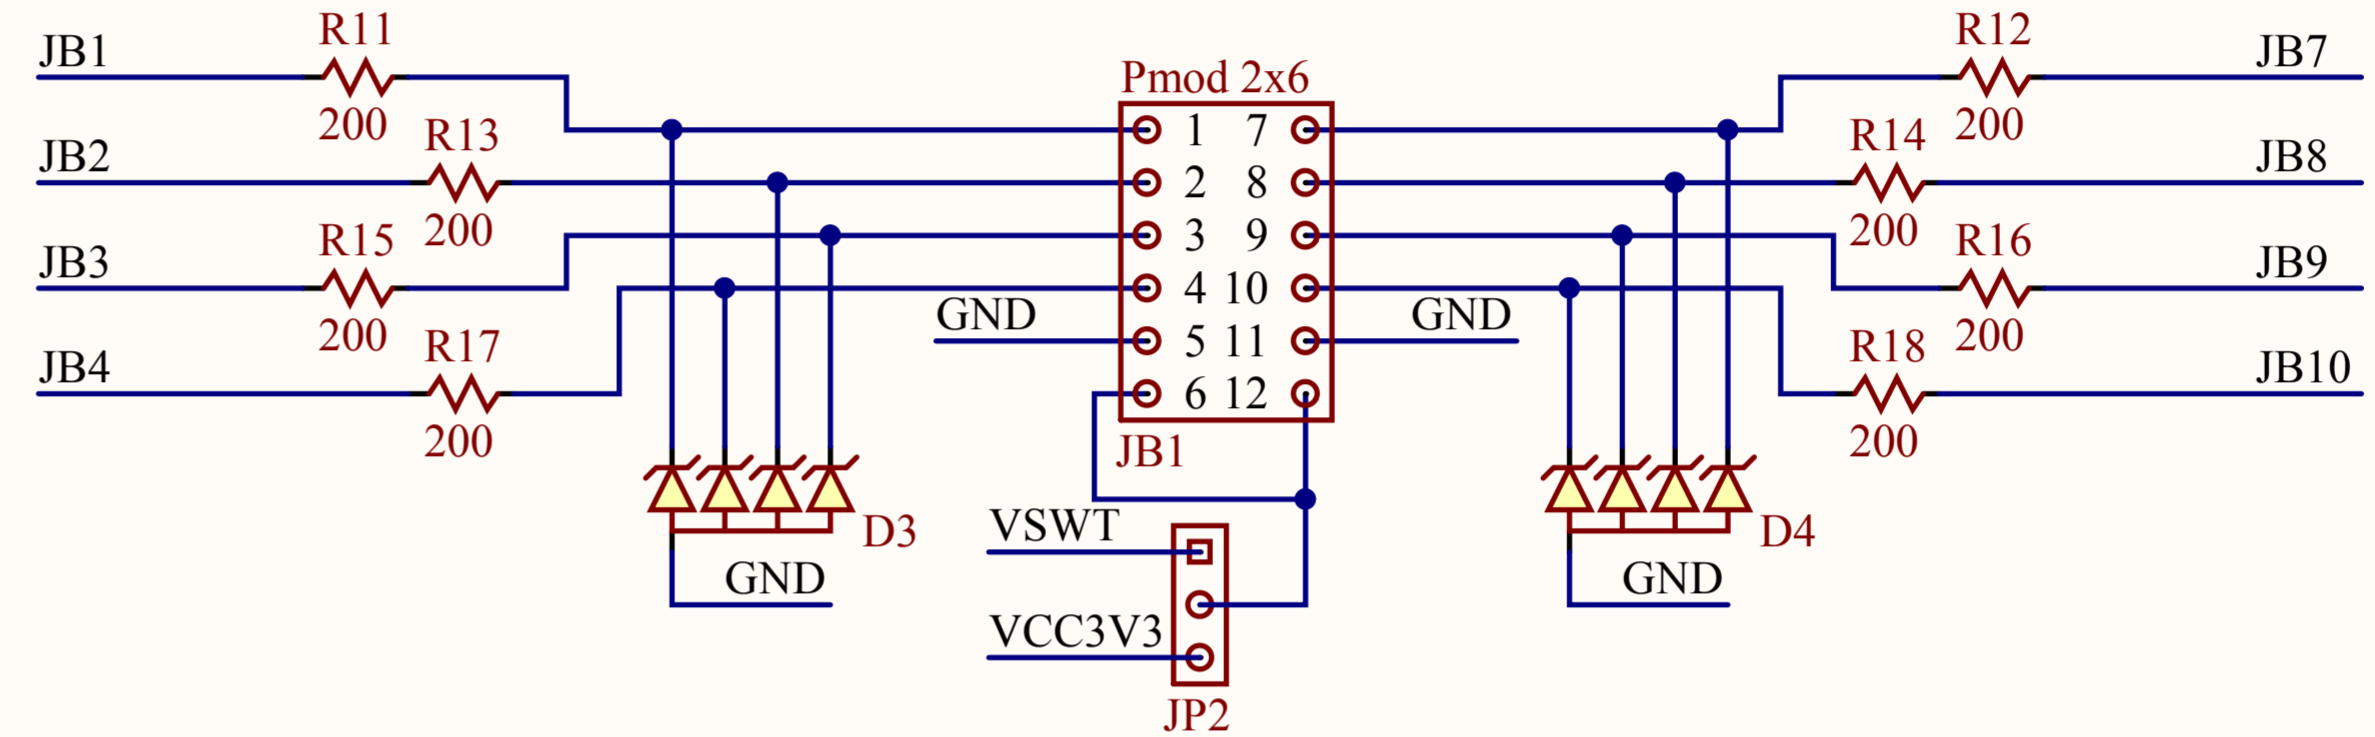 JB1
R11
200
JB2
R13
200
JB3
R15
200
JB4
R17
200
D3
GND
Pmod 2x6
1 7
2 8
3 9
4 10
5 11
6 12
GND
GND
JB1
VSWT
VCC3V3
JP2
R12
200
JB7
R14
200
JB8
R16
200
JB9
R18
200
JB10
D4
GND